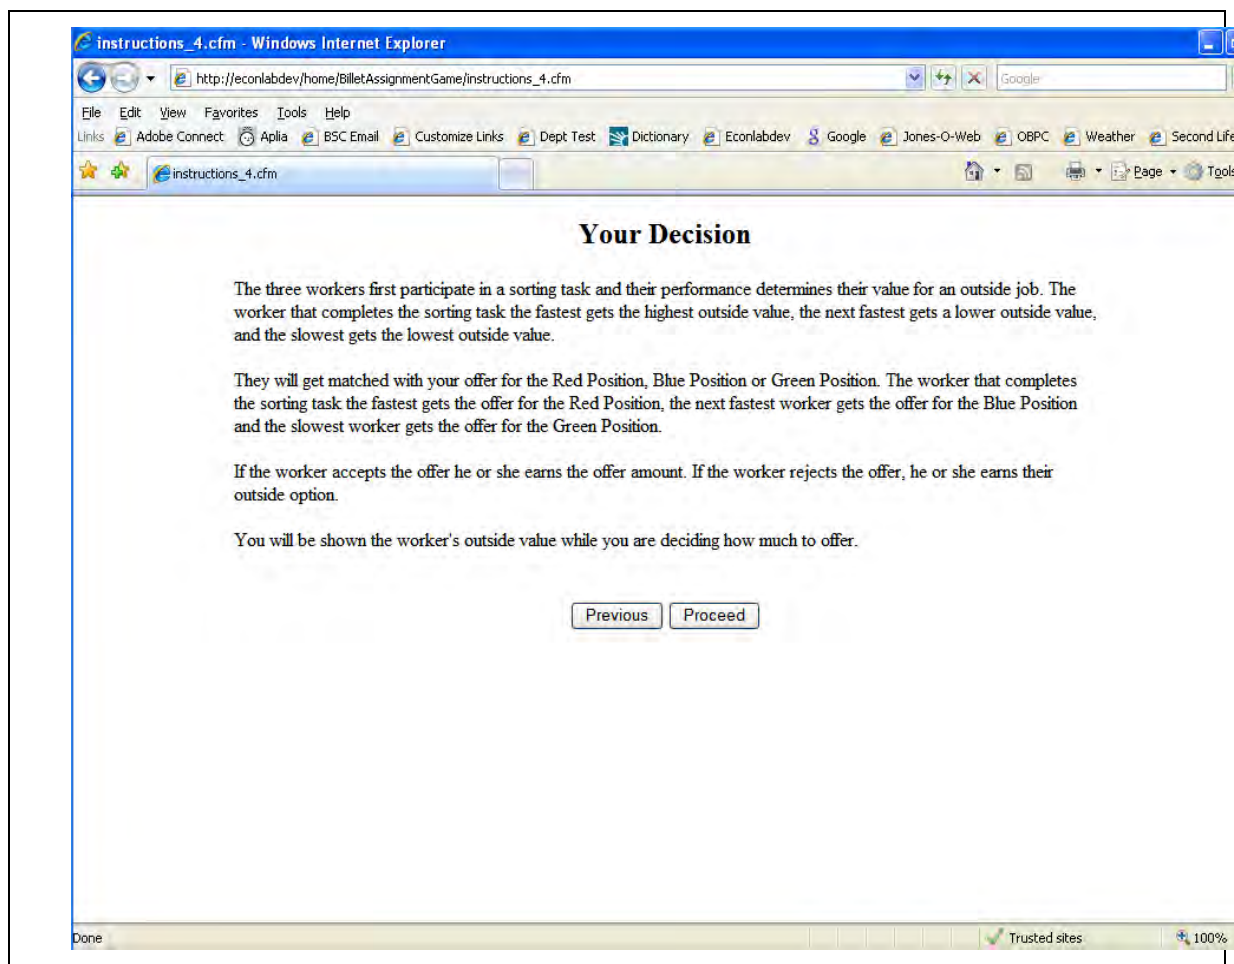 instructions_4.cfm - Windows Internet Explorer
http://econlabdev/home/BilletAssignmentGame/instructions_4.cfm
Google
File Edit View Favorites Tools Help
Links Adobe Connect Aplia BSC Email Customize Links Dept Test Dictionary Econlabdev Google Jones-O-Web OBPC Weather Second Life
instructions_4.cfm Page Tools
Your Decision
The three workers first participate in a sorting task and their performance determines their value for an outside job. The
worker that completes the sorting task the fastest gets the highest outside value, the next fastest gets a lower outside value,
and the slowest gets the lowest outside value.
They will get matched with your offer for the Red Position, Blue Position or Green Position. The worker that completes
the sorting task the fastest gets the offer for the Red Position, the next fastest worker gets the offer for the Blue Position
and the slowest worker gets the offer for the Green Position.
If the worker accepts the offer he or she earns the offer amount. If the worker rejects the offer, he or she earns their
outside option.
You will be shown the worker's outside value while you are deciding how much to offer.
Previous Proceed
Done Trusted sites 100%